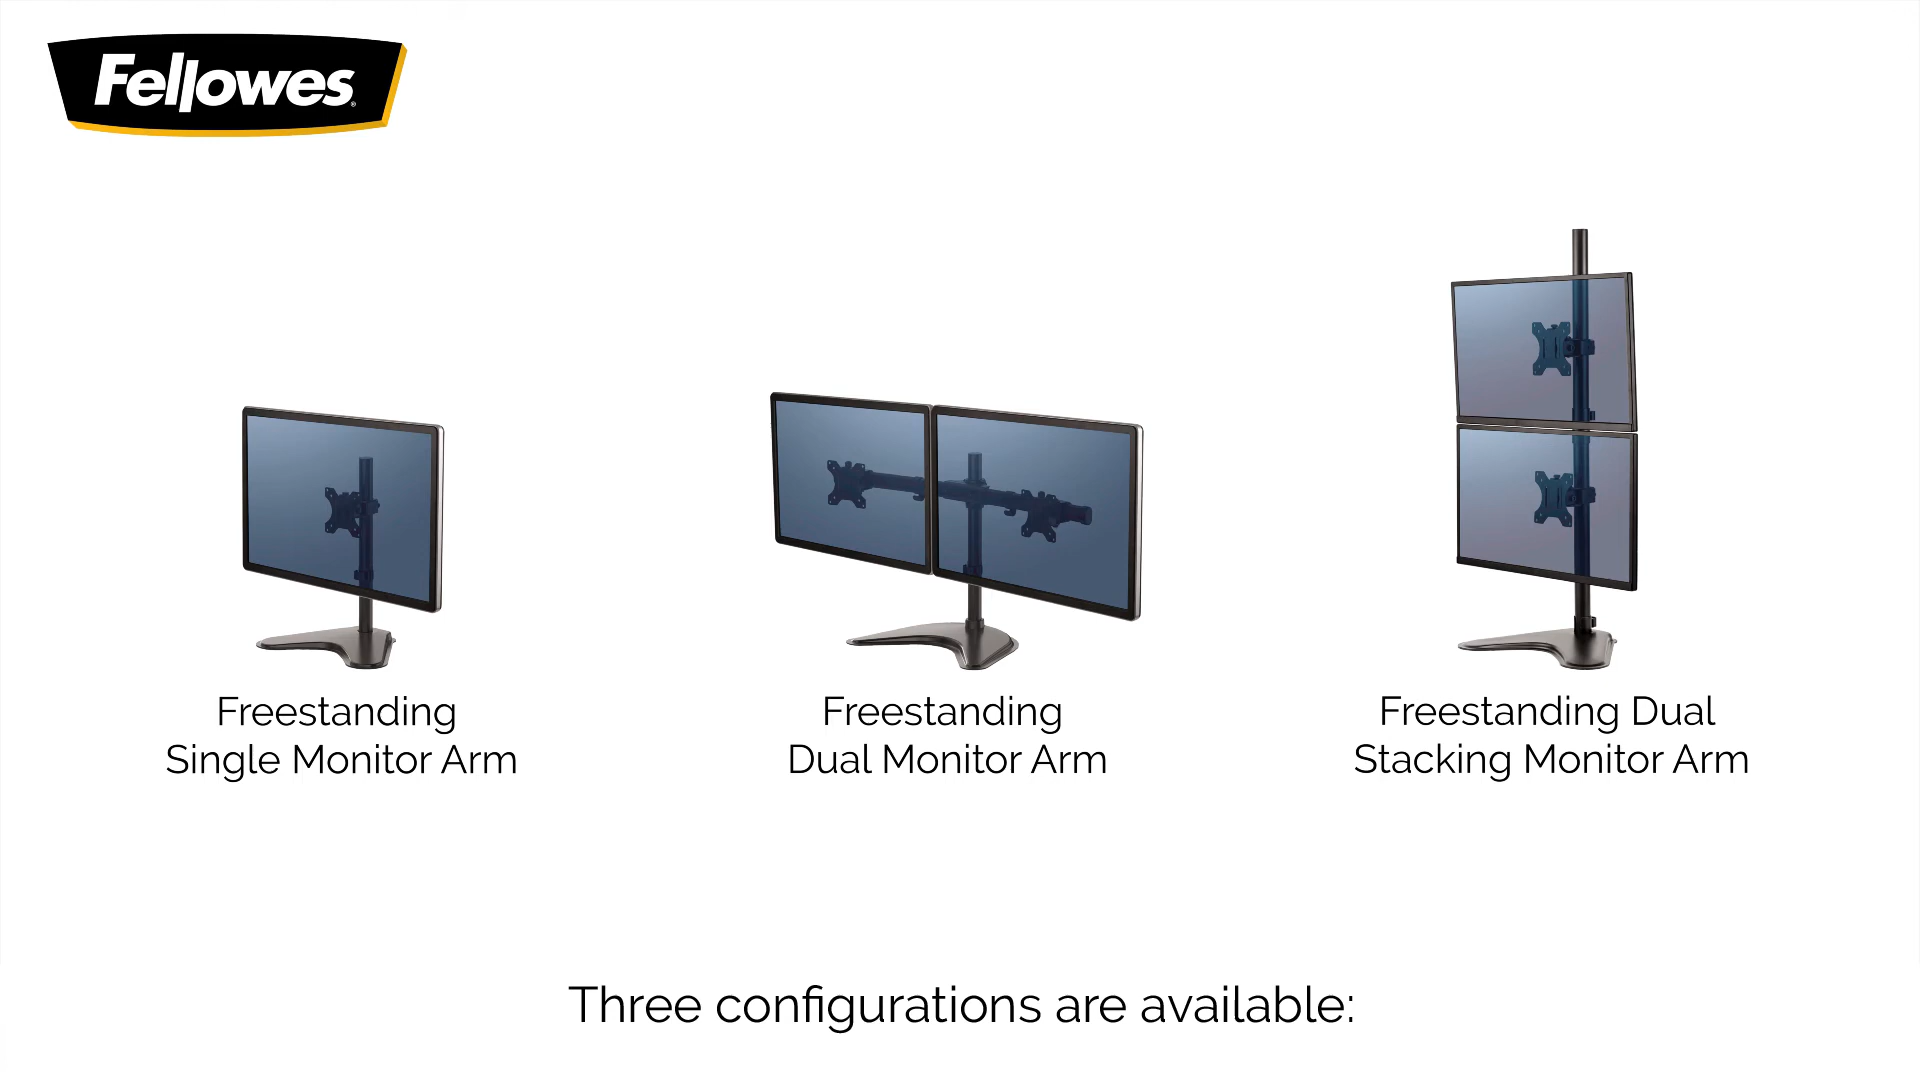 Fellowes®
Freestanding
Single Monitor Arm
Freestanding
Dual Monitor Arm
Freestanding Dual
Stacking Monitor Arm
Three configurations are available: